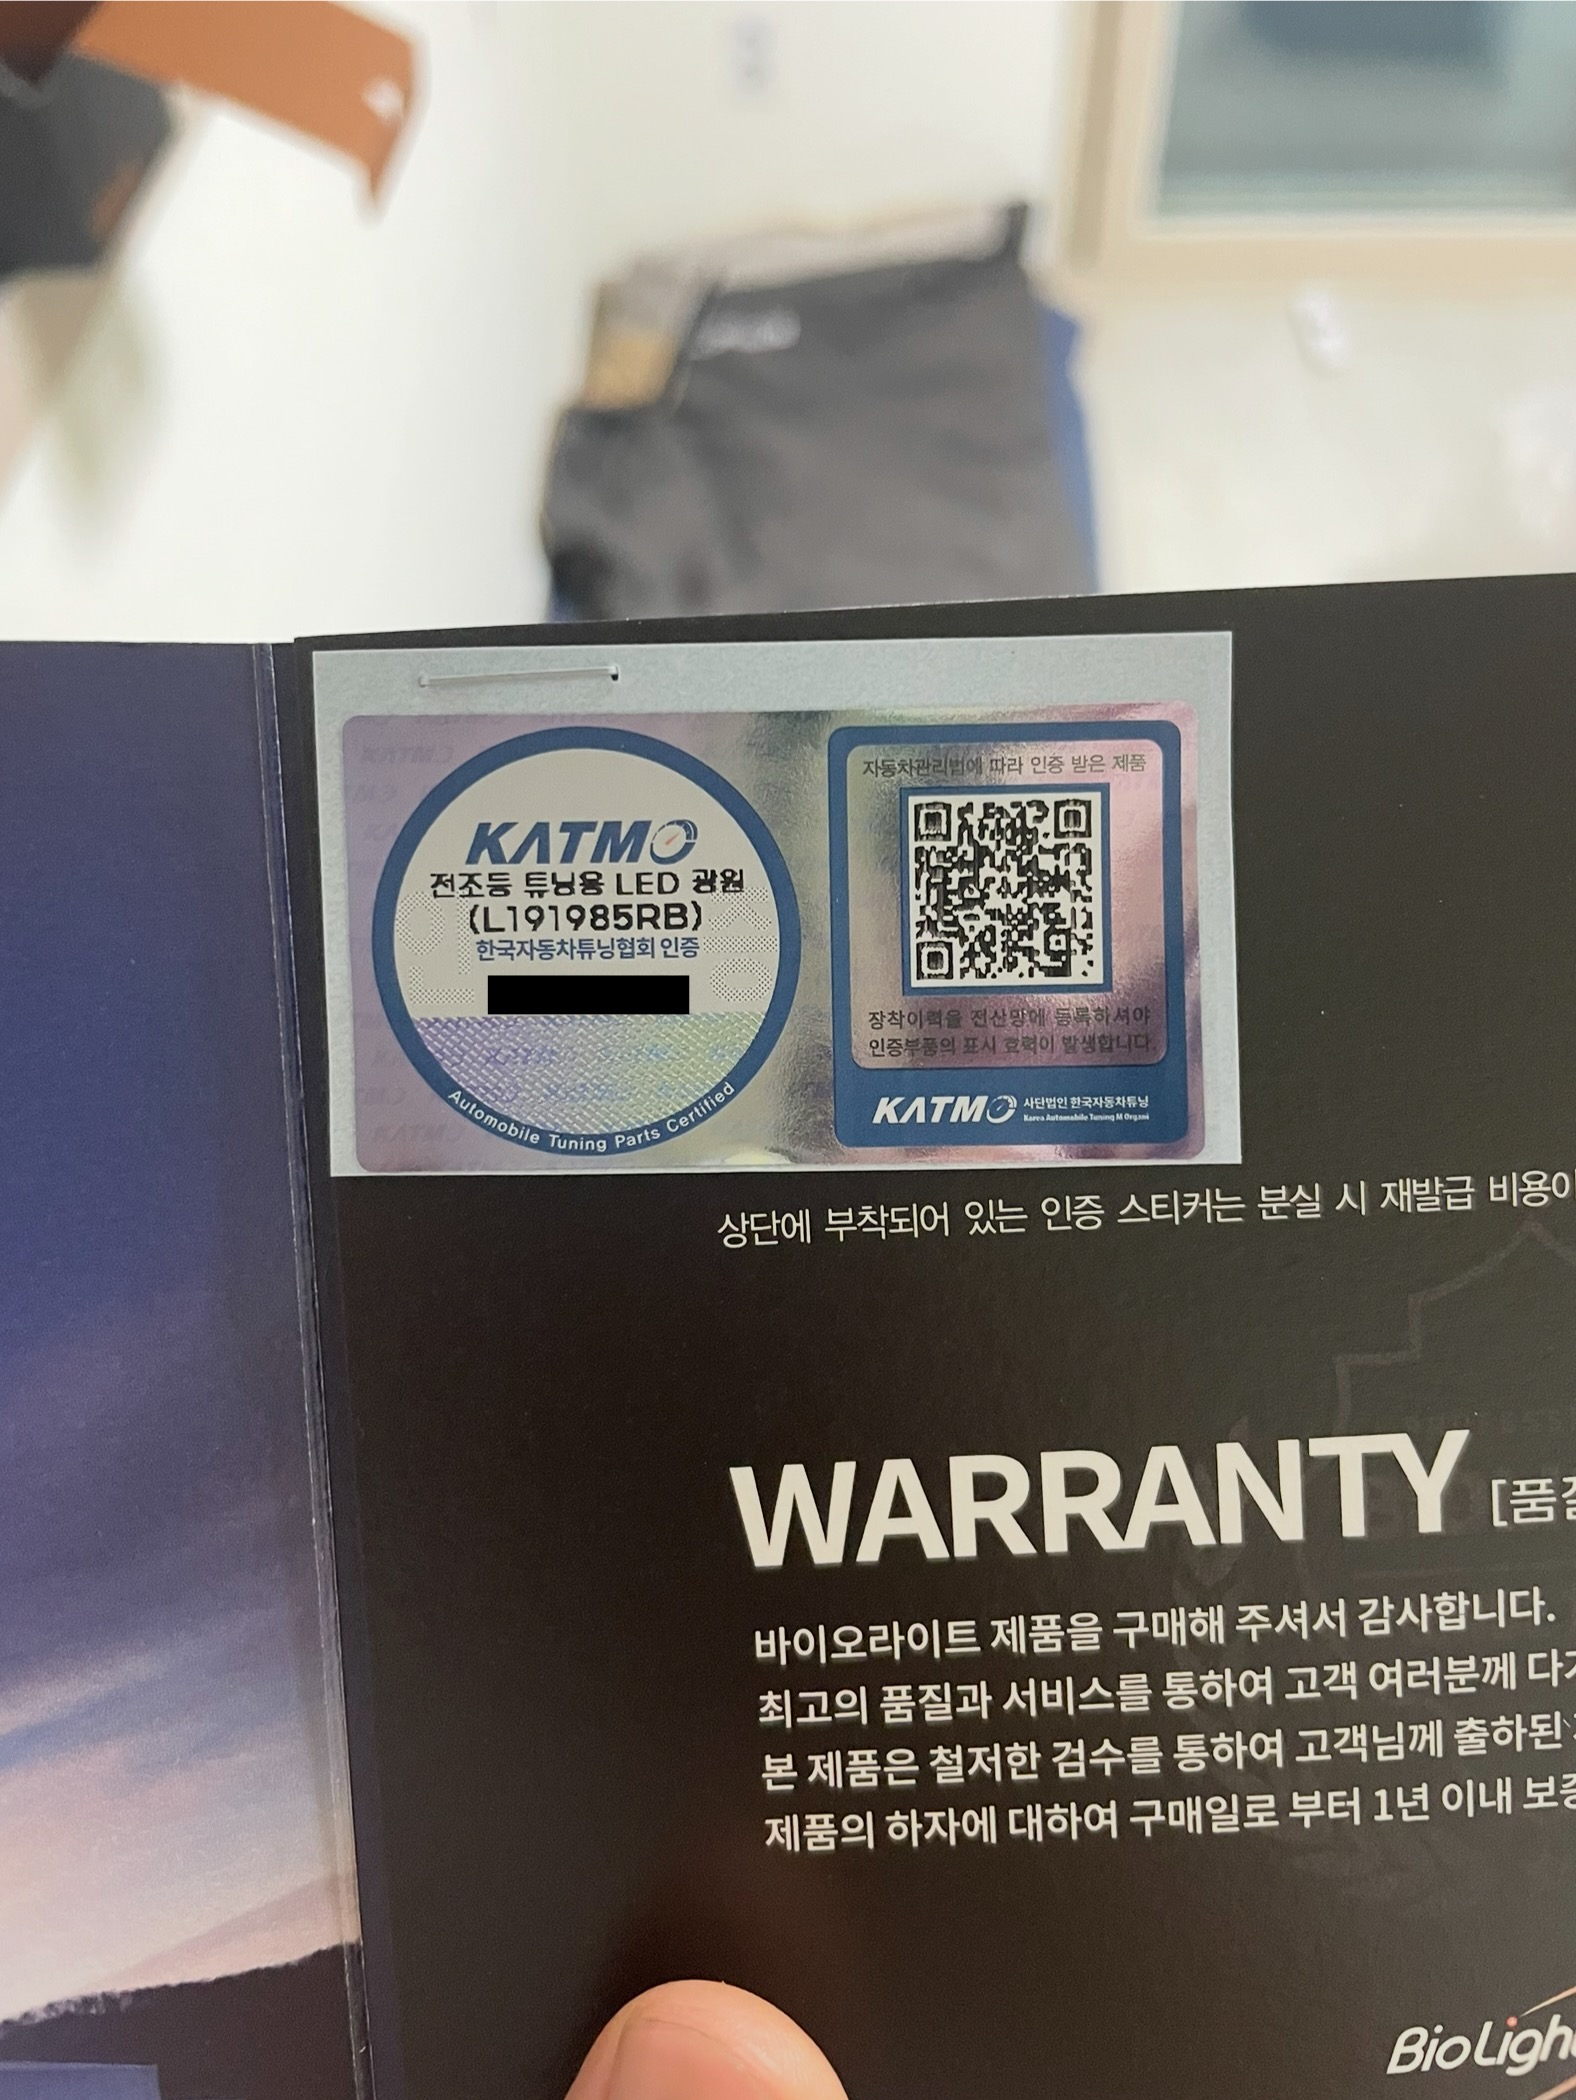 KATMO
전조등 튜닝용 LED 광원
(L191985RB)
한국자동차튜닝협회 인증
Automobile Tuning Parts Certified
자동차관리법에 따라 인증 받은 제품
장착이력을 전산망에 등록하셔야
인증부품의 표시 효력이 발생합니다.
KATMO 사단법인 한국자동차튜닝
Korea Automobile Tuning M Organi
상단에 부착되어 있는 인증 스티커는 분실 시 재발급 비용이
WARRANTY [품질
바이오라이트 제품을 구매해 주셔서 감사합니다.
최고의 품질과 서비스를 통하여 고객 여러분께
본 제품은 철저한 검수를 통하여 고객님께 출하된
제품의 하자에 대하여 구매일로 부터 1년 이내
BioLigh